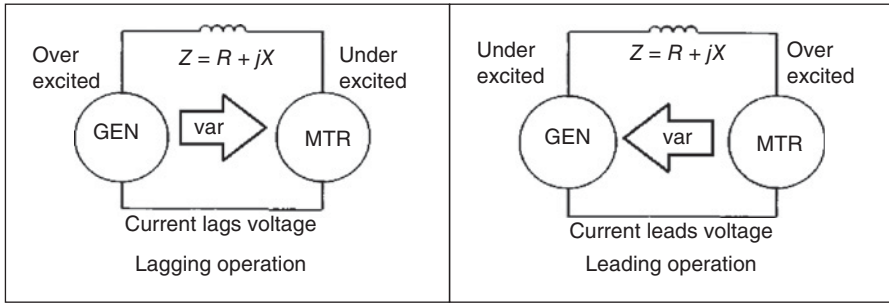 Over
excited
Z = R + jX
Under
excited
GEN
var
MTR
Current lags voltage
Lagging operation
Under
excited
Z = R + jX
Over
excited
GEN
var
MTR
Current leads voltage
Leading operation